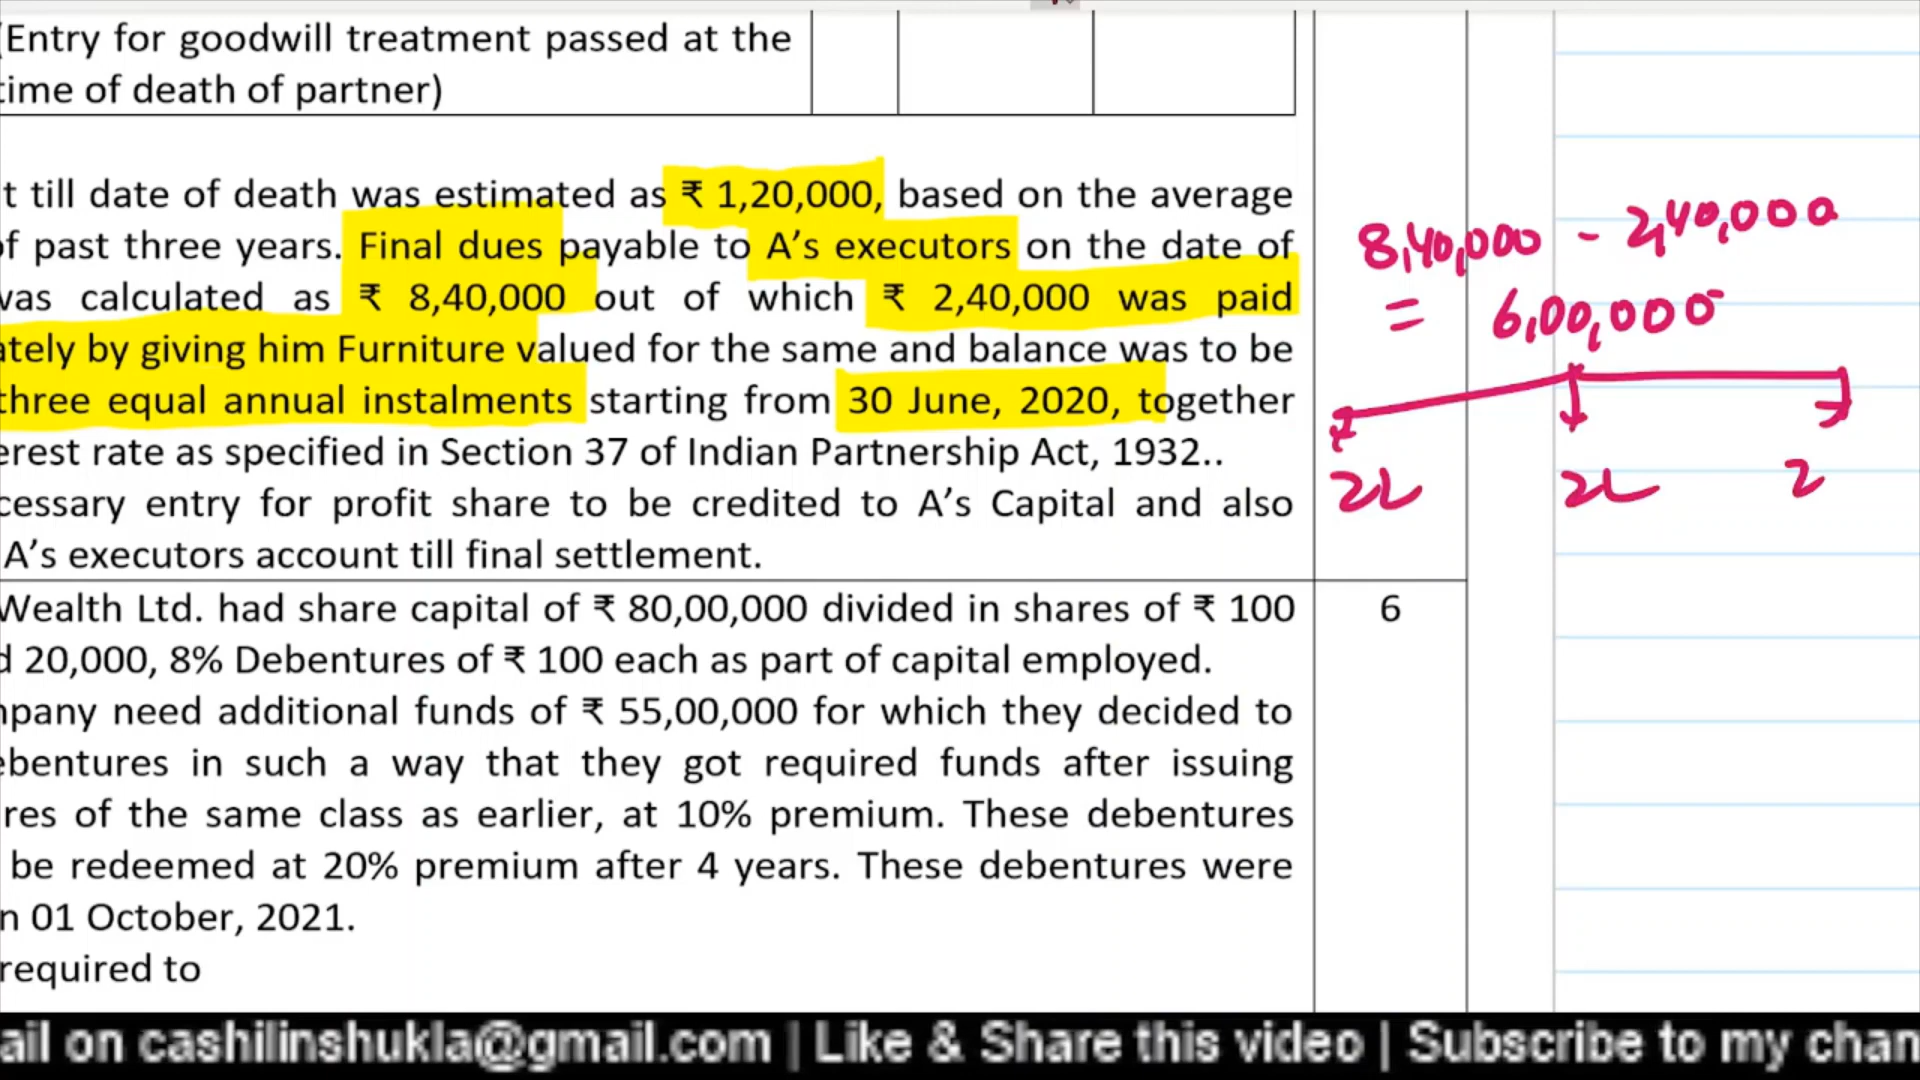 (Entry for goodwill treatment passed at the
time of death of partner)
t till date of death was estimated as ₹ 1,20,000, based on the average
of past three years. Final dues payable to A’s executors on the date of
was calculated as ₹ 8,40,000 out of which ₹ 2,40,000 was paid
ately by giving him Furniture valued for the same and balance was to be
three equal annual instalments starting from 30 June, 2020, together
erest rate as specified in Section 37 of Indian Partnership Act, 1932..
cessary entry for profit share to be credited to A’s Capital and also
A’s executors account till final settlement.
8,40,000 - 2,40,000
= 6,00,000
2L 2L 2
Wealth Ltd. had share capital of ₹ 80,00,000 divided in shares of ₹ 100 6
d 20,000, 8% Debentures of ₹ 100 each as part of capital employed.
mpany need additional funds of ₹ 55,00,000 for which they decided to
ebentures in such a way that they got required funds after issuing
res of the same class as earlier, at 10% premium. These debentures
be redeemed at 20% premium after 4 years. These debentures were
n 01 October, 2021.
required to
ail on cashilinshukla@gmail.com | Like & Share this video | Subscribe to my chan